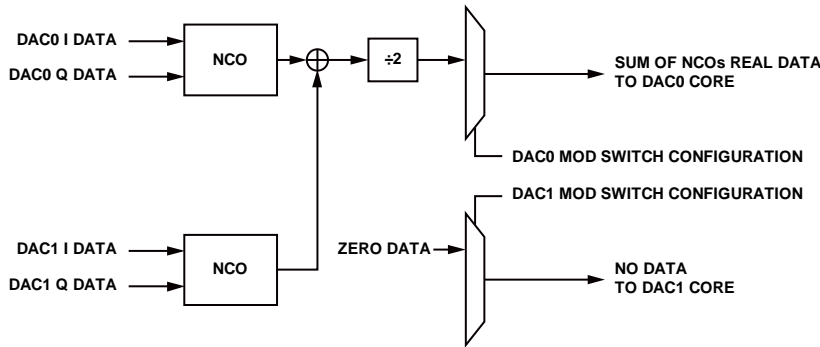 DAC0 I DATA
DAC0 Q DATA
NCO
÷2
SUM OF NCOs REAL DATA
TO DAC0 CORE
DAC0 MOD SWITCH CONFIGURATION
DAC1 MOD SWITCH CONFIGURATION
DAC1 I DATA
DAC1 Q DATA
NCO
ZERO DATA
NO DATA
TO DAC1 CORE